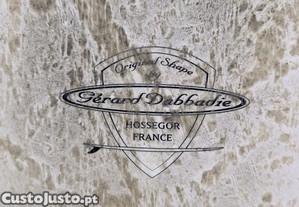 Original Shape
by
Gérard Dabbadie
HOSSEGOR
FRANCE
CustoJusto.pt